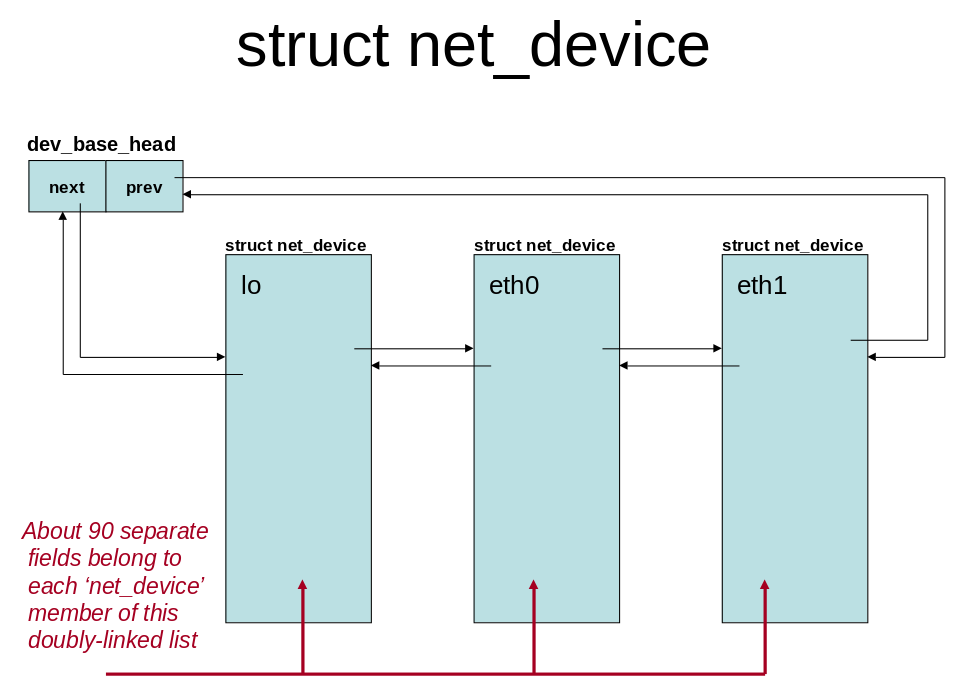 struct net_device
dev_base_head
next
prev
struct net_device
struct net_device
struct net_device
lo
eth0
eth1
About 90 separate
fields belong to
each ‘net_device’
member of this
doubly-linked list